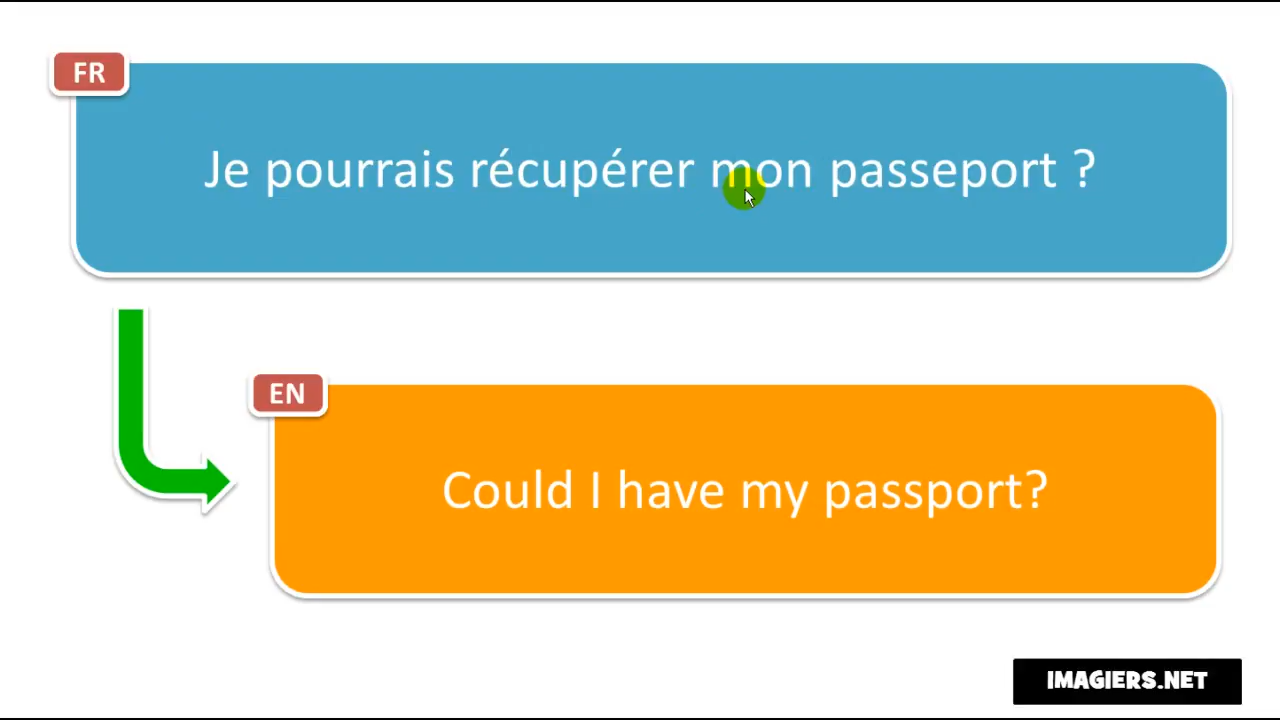 FR
Je pourrais récupérer mon passeport ?
EN
Could I have my passport?
IMAGIERS.NET